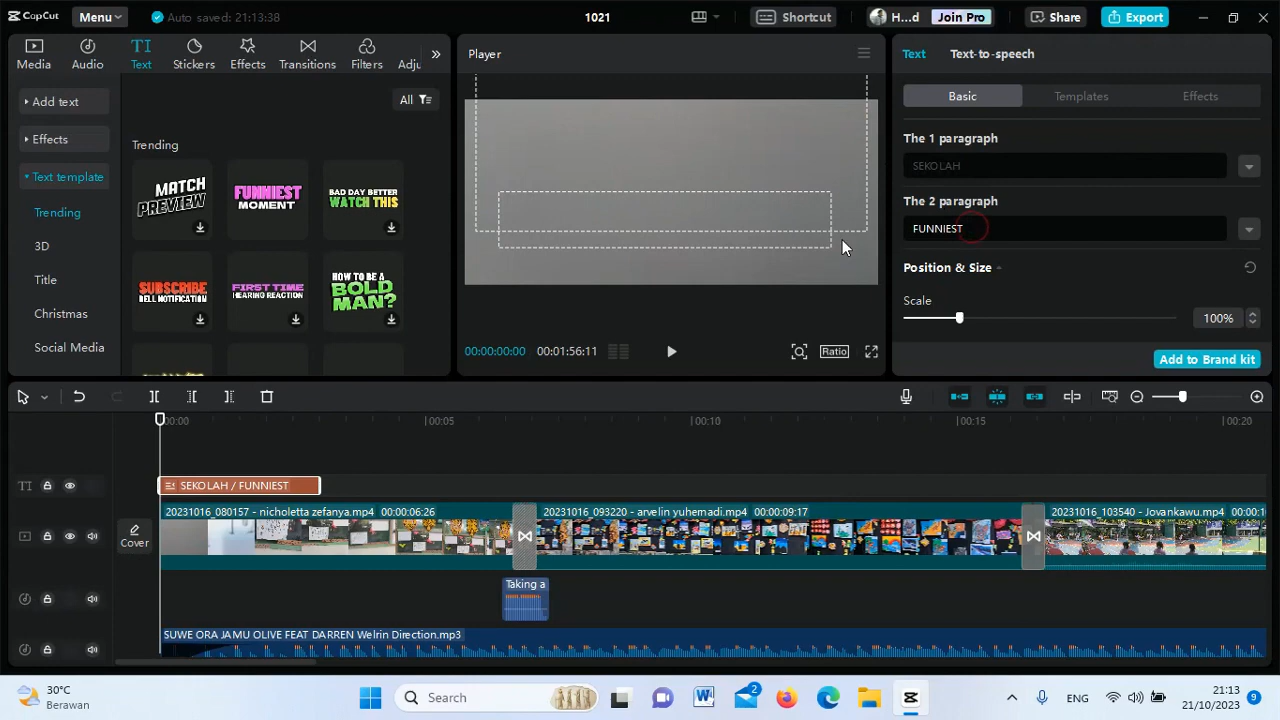 CapCut Menu Auto saved: 21:13:38 1021 Shortcut H...d Join Pro Share Export
Media Audio Text Stickers Effects Transitions Filters Adju
Add text
Effects
Text template
Trending
3D
Title
Christmas
Social Media
All
Trending
MATCH PREVIEW
FUNNIEST MOMENT
BAD DAY BETTER WATCH THIS
SUBSCRIBE BELL NOTIFICATION
FIRST TIME HEARING REACTION
HOW TO BE A BOLD MAN?
Player
00:00:00:00 00:01:56:11 Ratio
Text Text-to-speech
Basic Templates Effects
The 1 paragraph
SEKOLAH
The 2 paragraph
FUNNIEST
Position & Size
Scale
100%
Add to Brand kit
00:00 00:05 00:10 00:15 00:20
TI SEKOLAH / FUNNIEST
20231016_080157 - nicholetta zefanya.mp4 00:00:06:26
20231016_093220 - arvelin yuhemadi.mp4 00:00:09:17
20231016_103540 - Jovankawu.mp4
Cover
Taking a
SUWE ORA JAMU OLIVE FEAT DARREN Welrin Direction.mp3
30°C
Berawan
Search
2
ENG
21:13
21/10/2023
9